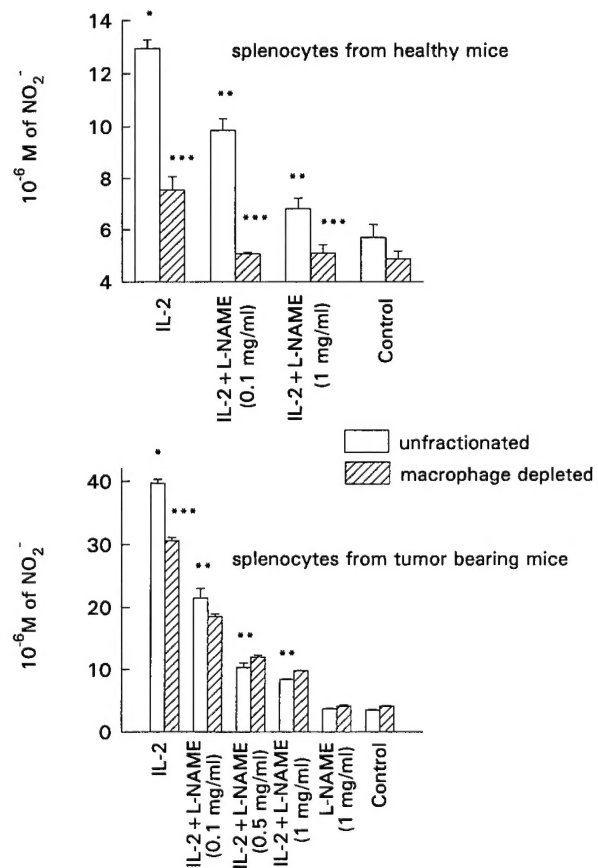 *
14
splenocytes from healthy mice
12
**
10
10⁻⁶ M of NO₂⁻
***
8
**
***
***
6
4
IL-2
IL-2 + L-NAME
(0.1 mg/ml)
IL-2 + L-NAME
(1 mg/ml)
Control
unfractionated
macrophage depleted
*
40
***
30
splenocytes from tumor bearing mice
**
10⁻⁶M of NO₂⁻
20
**
**
10
0
IL-2
IL-2 + L-NAME
(0.1 mg/ml)
IL-2 + L-NAME
(0.5 mg/ml)
IL-2 + L-NAME
(1 mg/ml)
L-NAME
(1 mg/ml)
Control